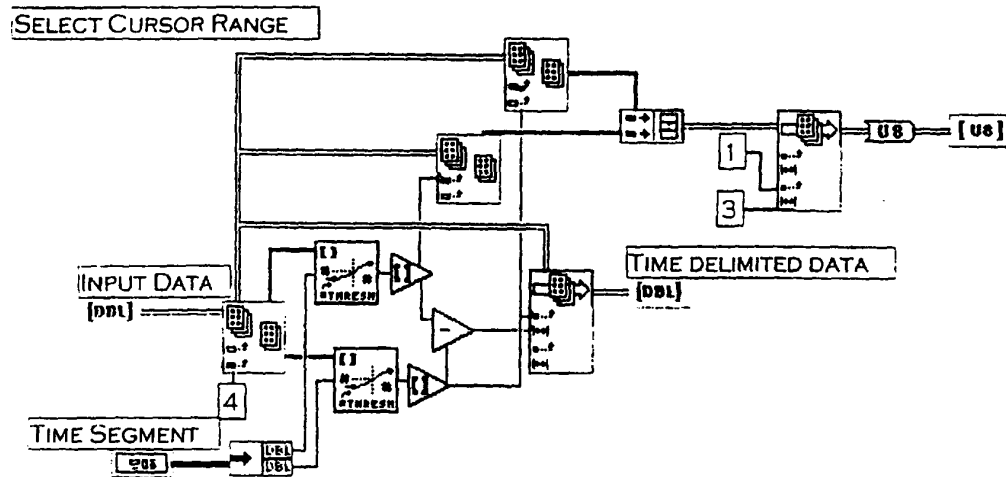 SELECT CURSOR RANGE
1
U8
[U8]
3
TIME DELIMITED DATA
[DBL]
INPUT DATA
[DBL]
[]
[]
4
TIME SEGMENT
DBL
DBL